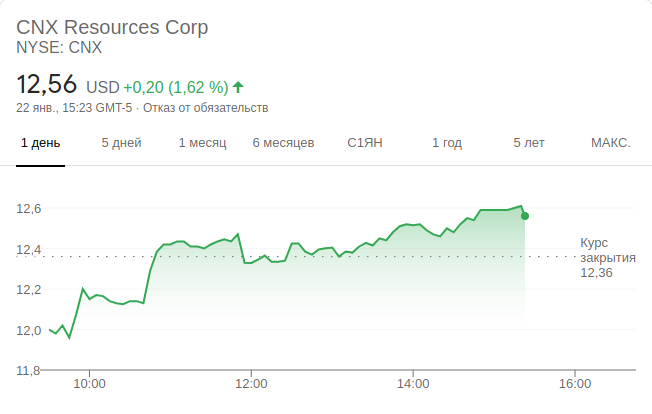 CNX Resources Corp
NYSE: CNX
12,56 USD +0,20 (1,62 %)
22 янв., 15:23 GMT-5 · Отказ от обязательств
1 день 5 дней 1 месяц 6 месяцев С1ЯН 1 год 5 лет МАКС.
12,6
12,4
12,2
12,0
11,8
Курс
закрытия
12,36
10:00 12:00 14:00 16:00